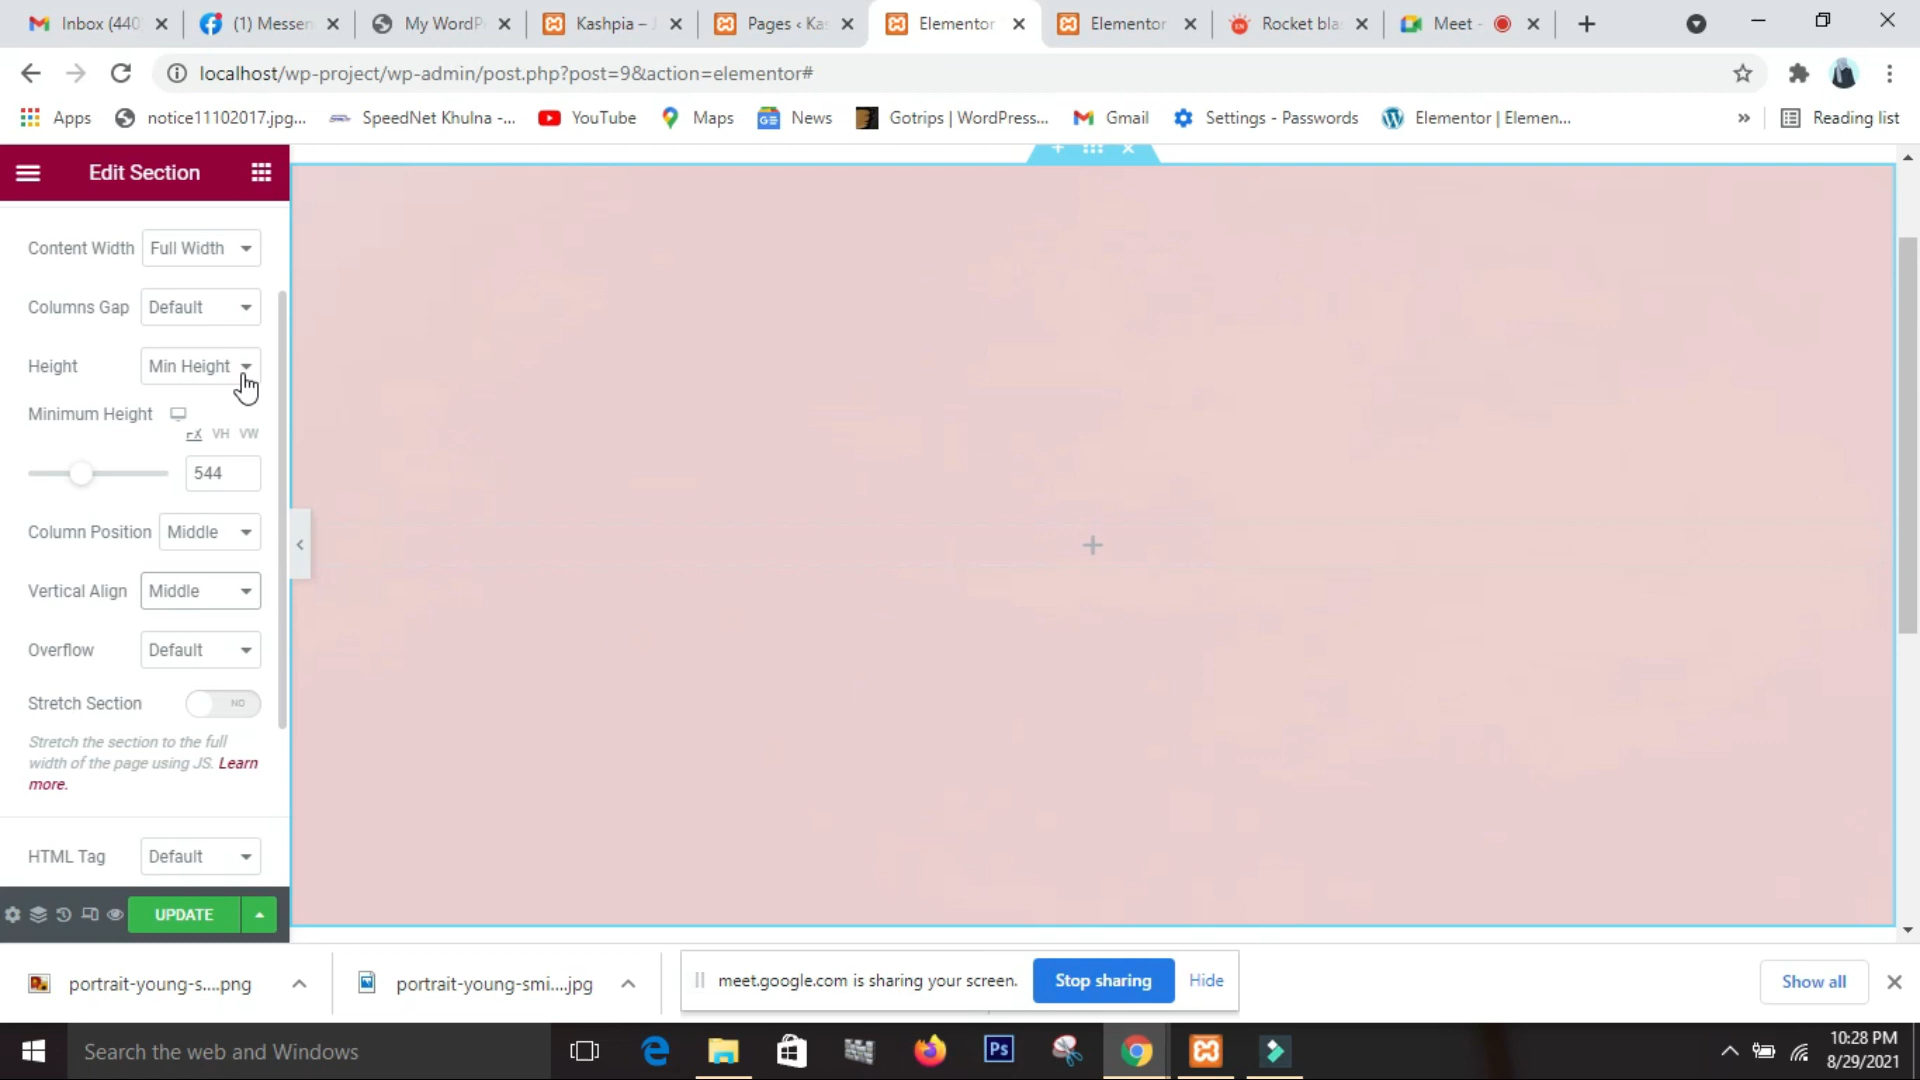 Inbox (440
(1) Messen
My WordP
Kashpia – J
Pages ‹ Ka
Elementor
Elementor
Rocket bla
Meet -
localhost/wp-project/wp-admin/post.php?post=9&action=elementor#
Apps
notice11102017.jpg...
SpeedNet Khulna -...
YouTube
Maps
News
Gotrips | WordPress...
Gmail
Settings - Passwords
Elementor | Elemen...
»
Reading list
Edit Section
Content Width
Full Width
Columns Gap
Default
Height
Min Height
Minimum Height
PX VH VW
544
Column Position
Middle
Vertical Align
Middle
Overflow
Default
Stretch Section
NO
Stretch the section to the full
width of the page using JS. Learn
more.
HTML Tag
Default
UPDATE
portrait-young-s....png
portrait-young-smi....jpg
meet.google.com is sharing your screen.
Stop sharing
Hide
Show all
Search the web and Windows
Ps
10:28 PM
8/29/2021